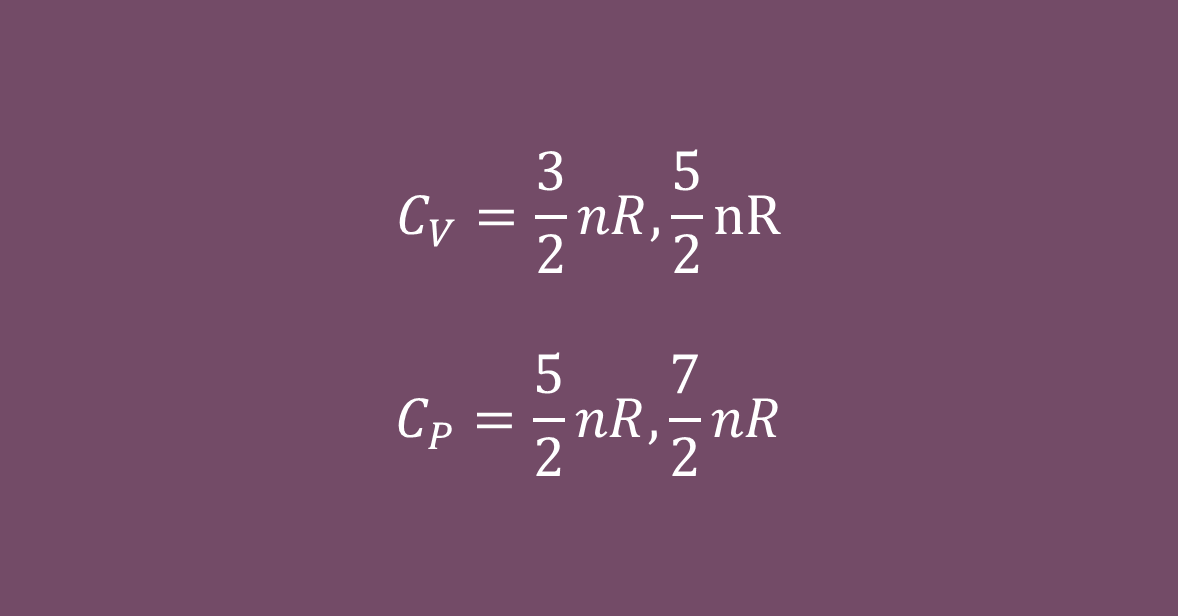 C_V = 3/2 nR, 5/2 nR
C_P = 5/2 nR, 7/2 nR